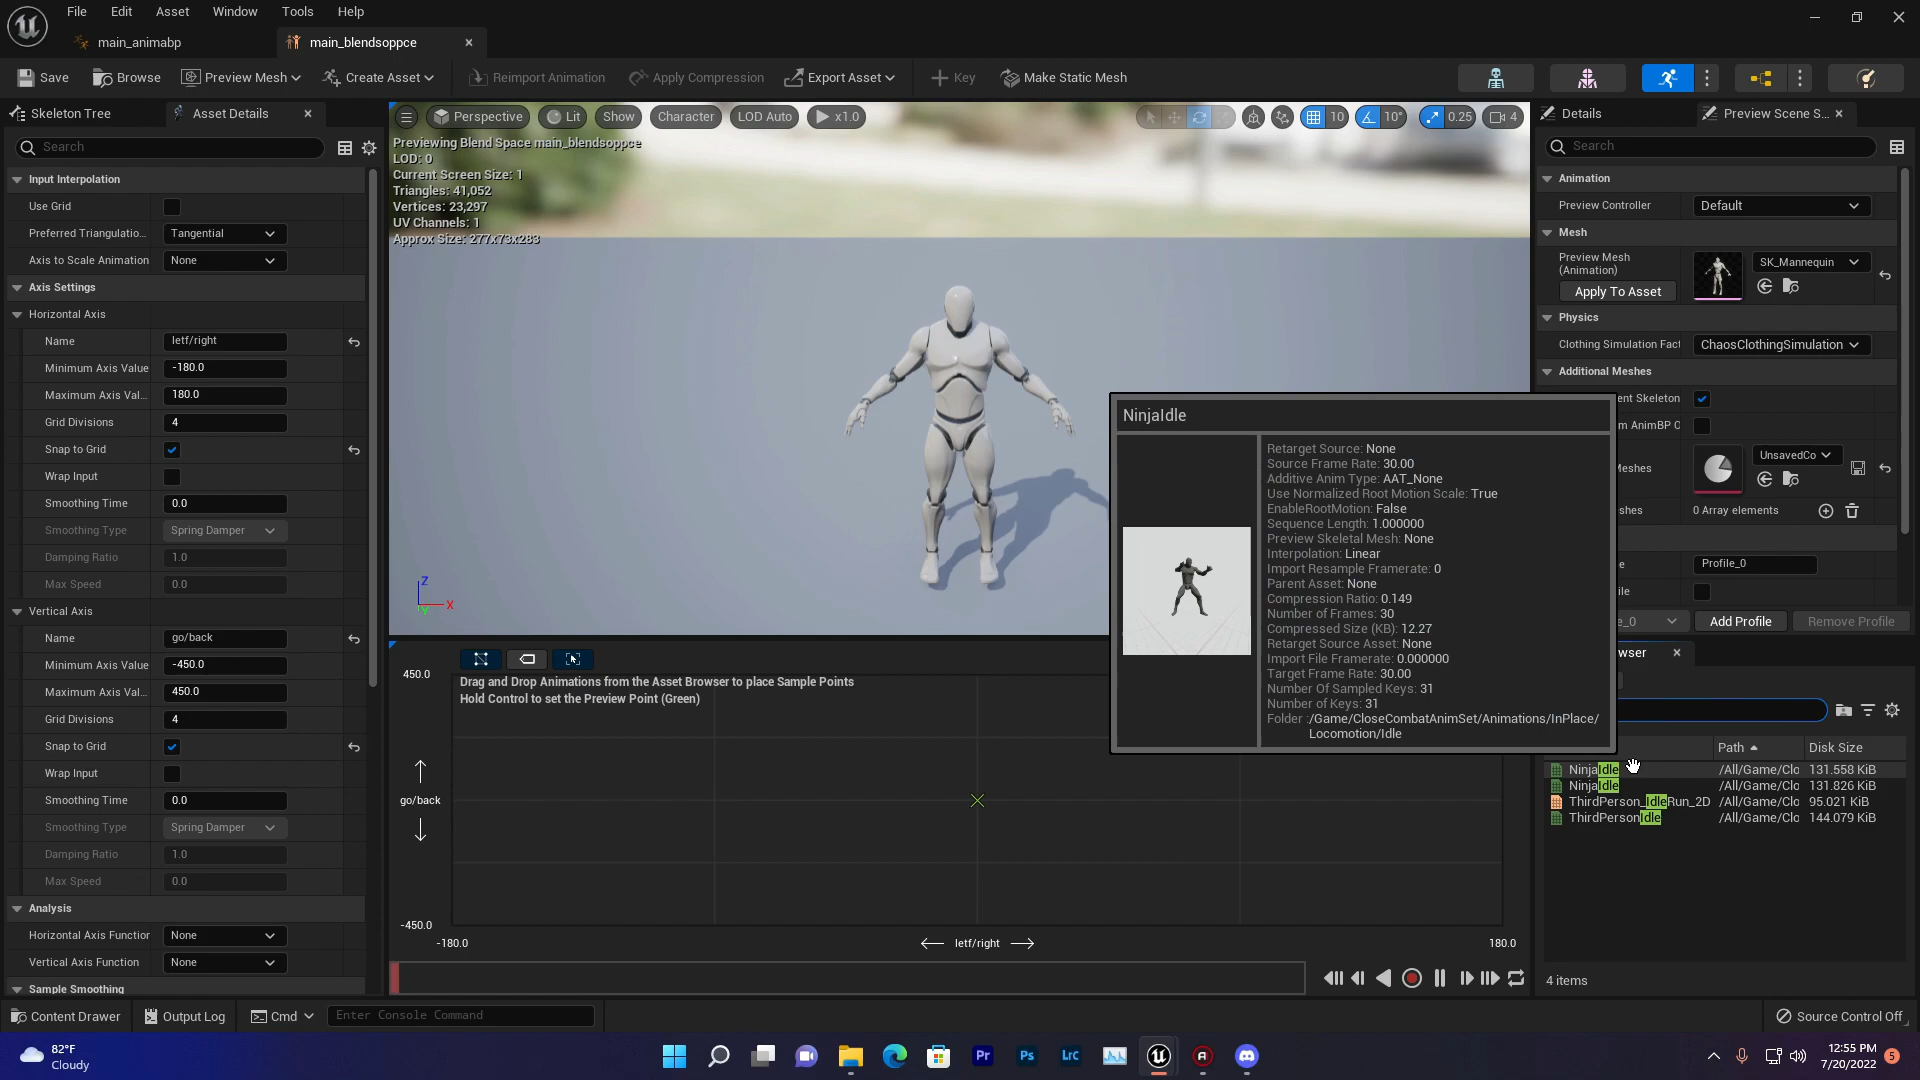 File Edit Asset Window Tools Help
main_animabp
main_blendsoppce
Save Browse Preview Mesh Create Asset Reimport Animation Apply Compression Export Asset Key Make Static Mesh
Skeleton Tree
Asset Details
Search
Input Interpolation
Use Grid
Preferred Triangulatio... Tangential
Axis to Scale Animation None
Axis Settings
Horizontal Axis
Name letf/right
Minimum Axis Value -180.0
Maximum Axis Val... 180.0
Grid Divisions 4
Snap to Grid
Wrap Input
Smoothing Time 0.0
Smoothing Type Spring Damper
Damping Ratio 1.0
Max Speed 0.0
Vertical Axis
Name go/back
Minimum Axis Value -450.0
Maximum Axis Val... 450.0
Grid Divisions 4
Snap to Grid
Wrap Input
Smoothing Time 0.0
Smoothing Type Spring Damper
Damping Ratio 1.0
Max Speed 0.0
Analysis
Horizontal Axis Function None
Vertical Axis Function None
Sample Smoothing
Perspective Lit Show Character LOD Auto x1.0
10 10° 0.25 4
Previewing Blend Space main_blendsoppce
LOD: 0
Current Screen Size: 1
Triangles: 41,052
Vertices: 23,297
UV Channels: 1
Approx Size: 277x73x283
Z
X
Y
450.0
Drag and Drop Animations from the Asset Browser to place Sample Points
Hold Control to set the Preview Point (Green)
go/back
-450.0
-180.0 letf/right 180.0
NinjaIdle
Retarget Source: None
Source Frame Rate: 30.00
Additive Anim Type: AAT_None
Use Normalized Root Motion Scale: True
EnableRootMotion: False
Sequence Length: 1.000000
Preview Skeletal Mesh: None
Interpolation: Linear
Import Resample Framerate: 0
Parent Asset: None
Compression Ratio: 0.149
Number of Frames: 30
Compressed Size (KB): 12.27
Retarget Source Asset: None
Import File Framerate: 0.000000
Target Frame Rate: 30.00
Number Of Sampled Keys: 31
Number of Keys: 31
Folder :/Game/CloseCombatAnimSet/Animations/InPlace/
Locomotion/Idle
Details
Preview Scene S...
Search
Animation
Preview Controller Default
Mesh
Preview Mesh
(Animation)
SK_Mannequin
Apply To Asset
Physics
Clothing Simulation Fact ChaosClothingSimulation
Additional Meshes
ent Skeleton
m AnimBP O
Meshes UnsavedCo
shes 0 Array elements
e Profile_0
ile
e_0 Add Profile Remove Profile
wser
Path Disk Size
NinjaIdle /All/Game/Clo 131.558 KiB
NinjaIdle /All/Game/Clo 131.826 KiB
ThirdPerson_IdleRun_2D /All/Game/Clo 95.021 KiB
ThirdPersonIdle /All/Game/Clo 144.079 KiB
4 items
Content Drawer Output Log Cmd Enter Console Command Source Control Off
82°F
Cloudy
Pr Ps LrC
12:55 PM
7/20/2022
5